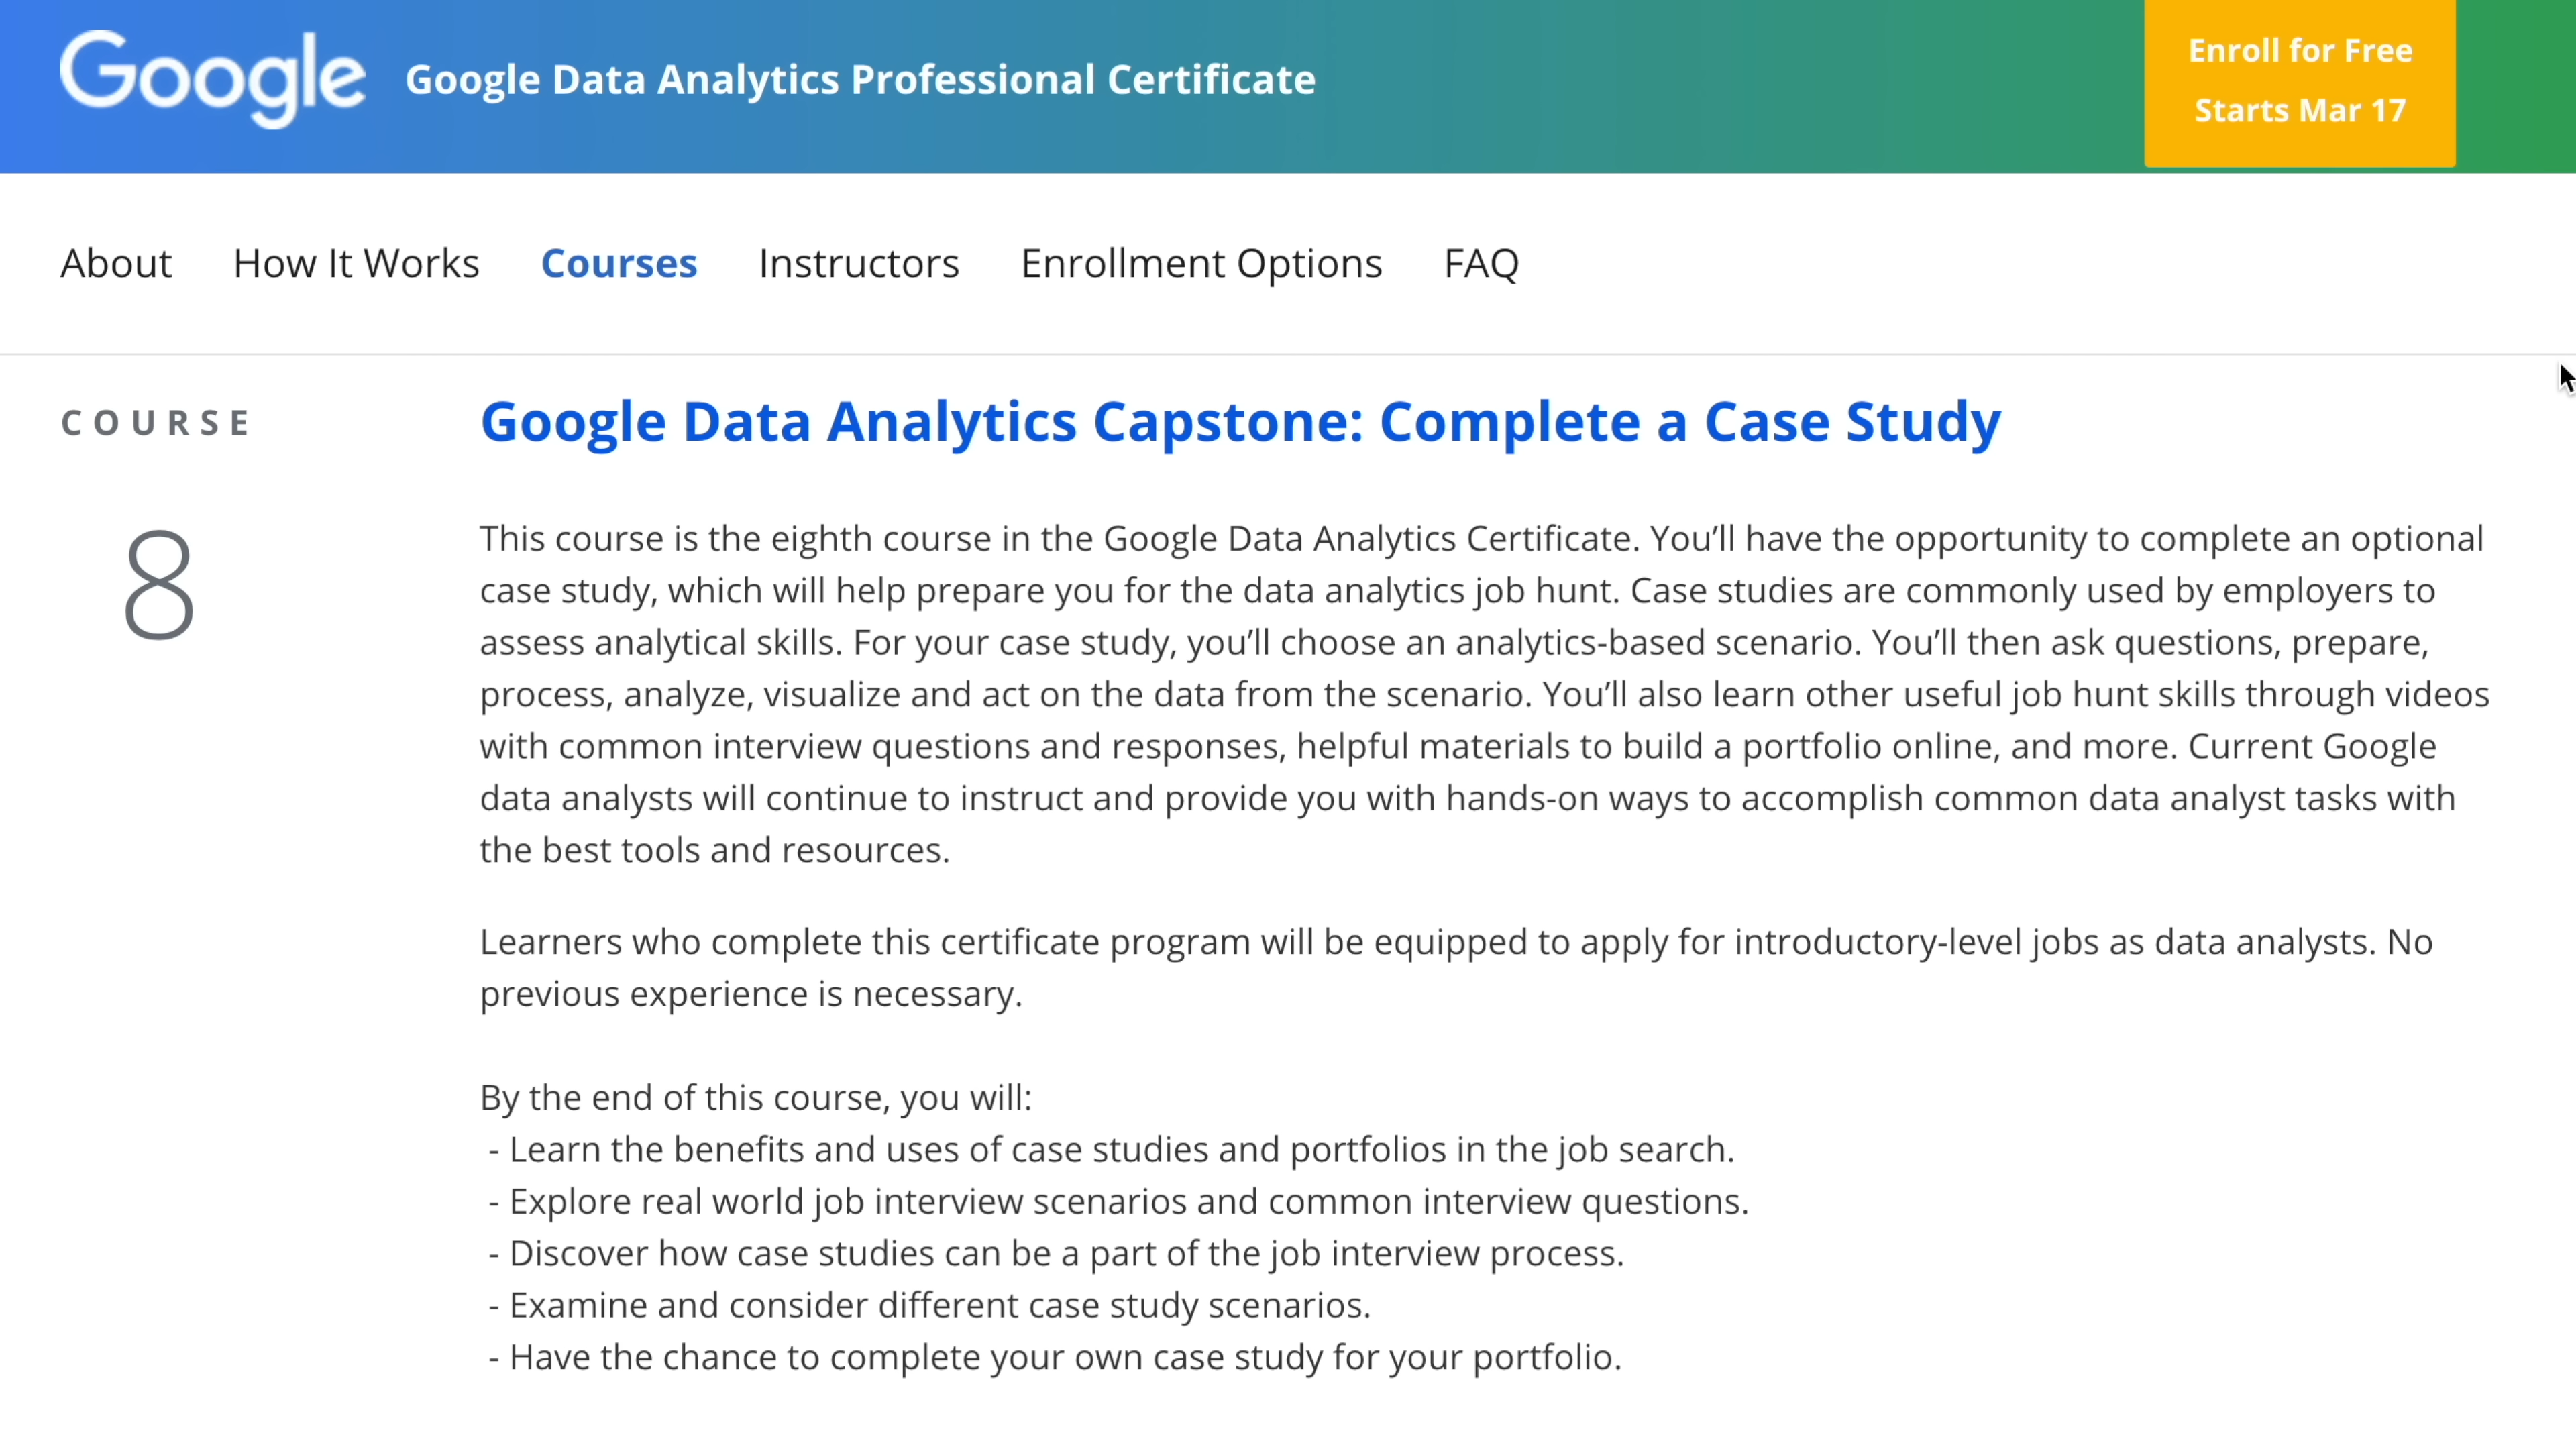 Google
Google Data Analytics Professional Certificate
Enroll for Free
Starts Mar 17
About
How It Works
Courses
Instructors
Enrollment Options
FAQ
COURSE
8
Google Data Analytics Capstone: Complete a Case Study
This course is the eighth course in the Google Data Analytics Certificate. You’ll have the opportunity to complete an optional
case study, which will help prepare you for the data analytics job hunt. Case studies are commonly used by employers to
assess analytical skills. For your case study, you’ll choose an analytics-based scenario. You’ll then ask questions, prepare,
process, analyze, visualize and act on the data from the scenario. You’ll also learn other useful job hunt skills through videos
with common interview questions and responses, helpful materials to build a portfolio online, and more. Current Google
data analysts will continue to instruct and provide you with hands-on ways to accomplish common data analyst tasks with
the best tools and resources.
Learners who complete this certificate program will be equipped to apply for introductory-level jobs as data analysts. No
previous experience is necessary.
By the end of this course, you will:
- Learn the benefits and uses of case studies and portfolios in the job search.
- Explore real world job interview scenarios and common interview questions.
- Discover how case studies can be a part of the job interview process.
- Examine and consider different case study scenarios.
- Have the chance to complete your own case study for your portfolio.